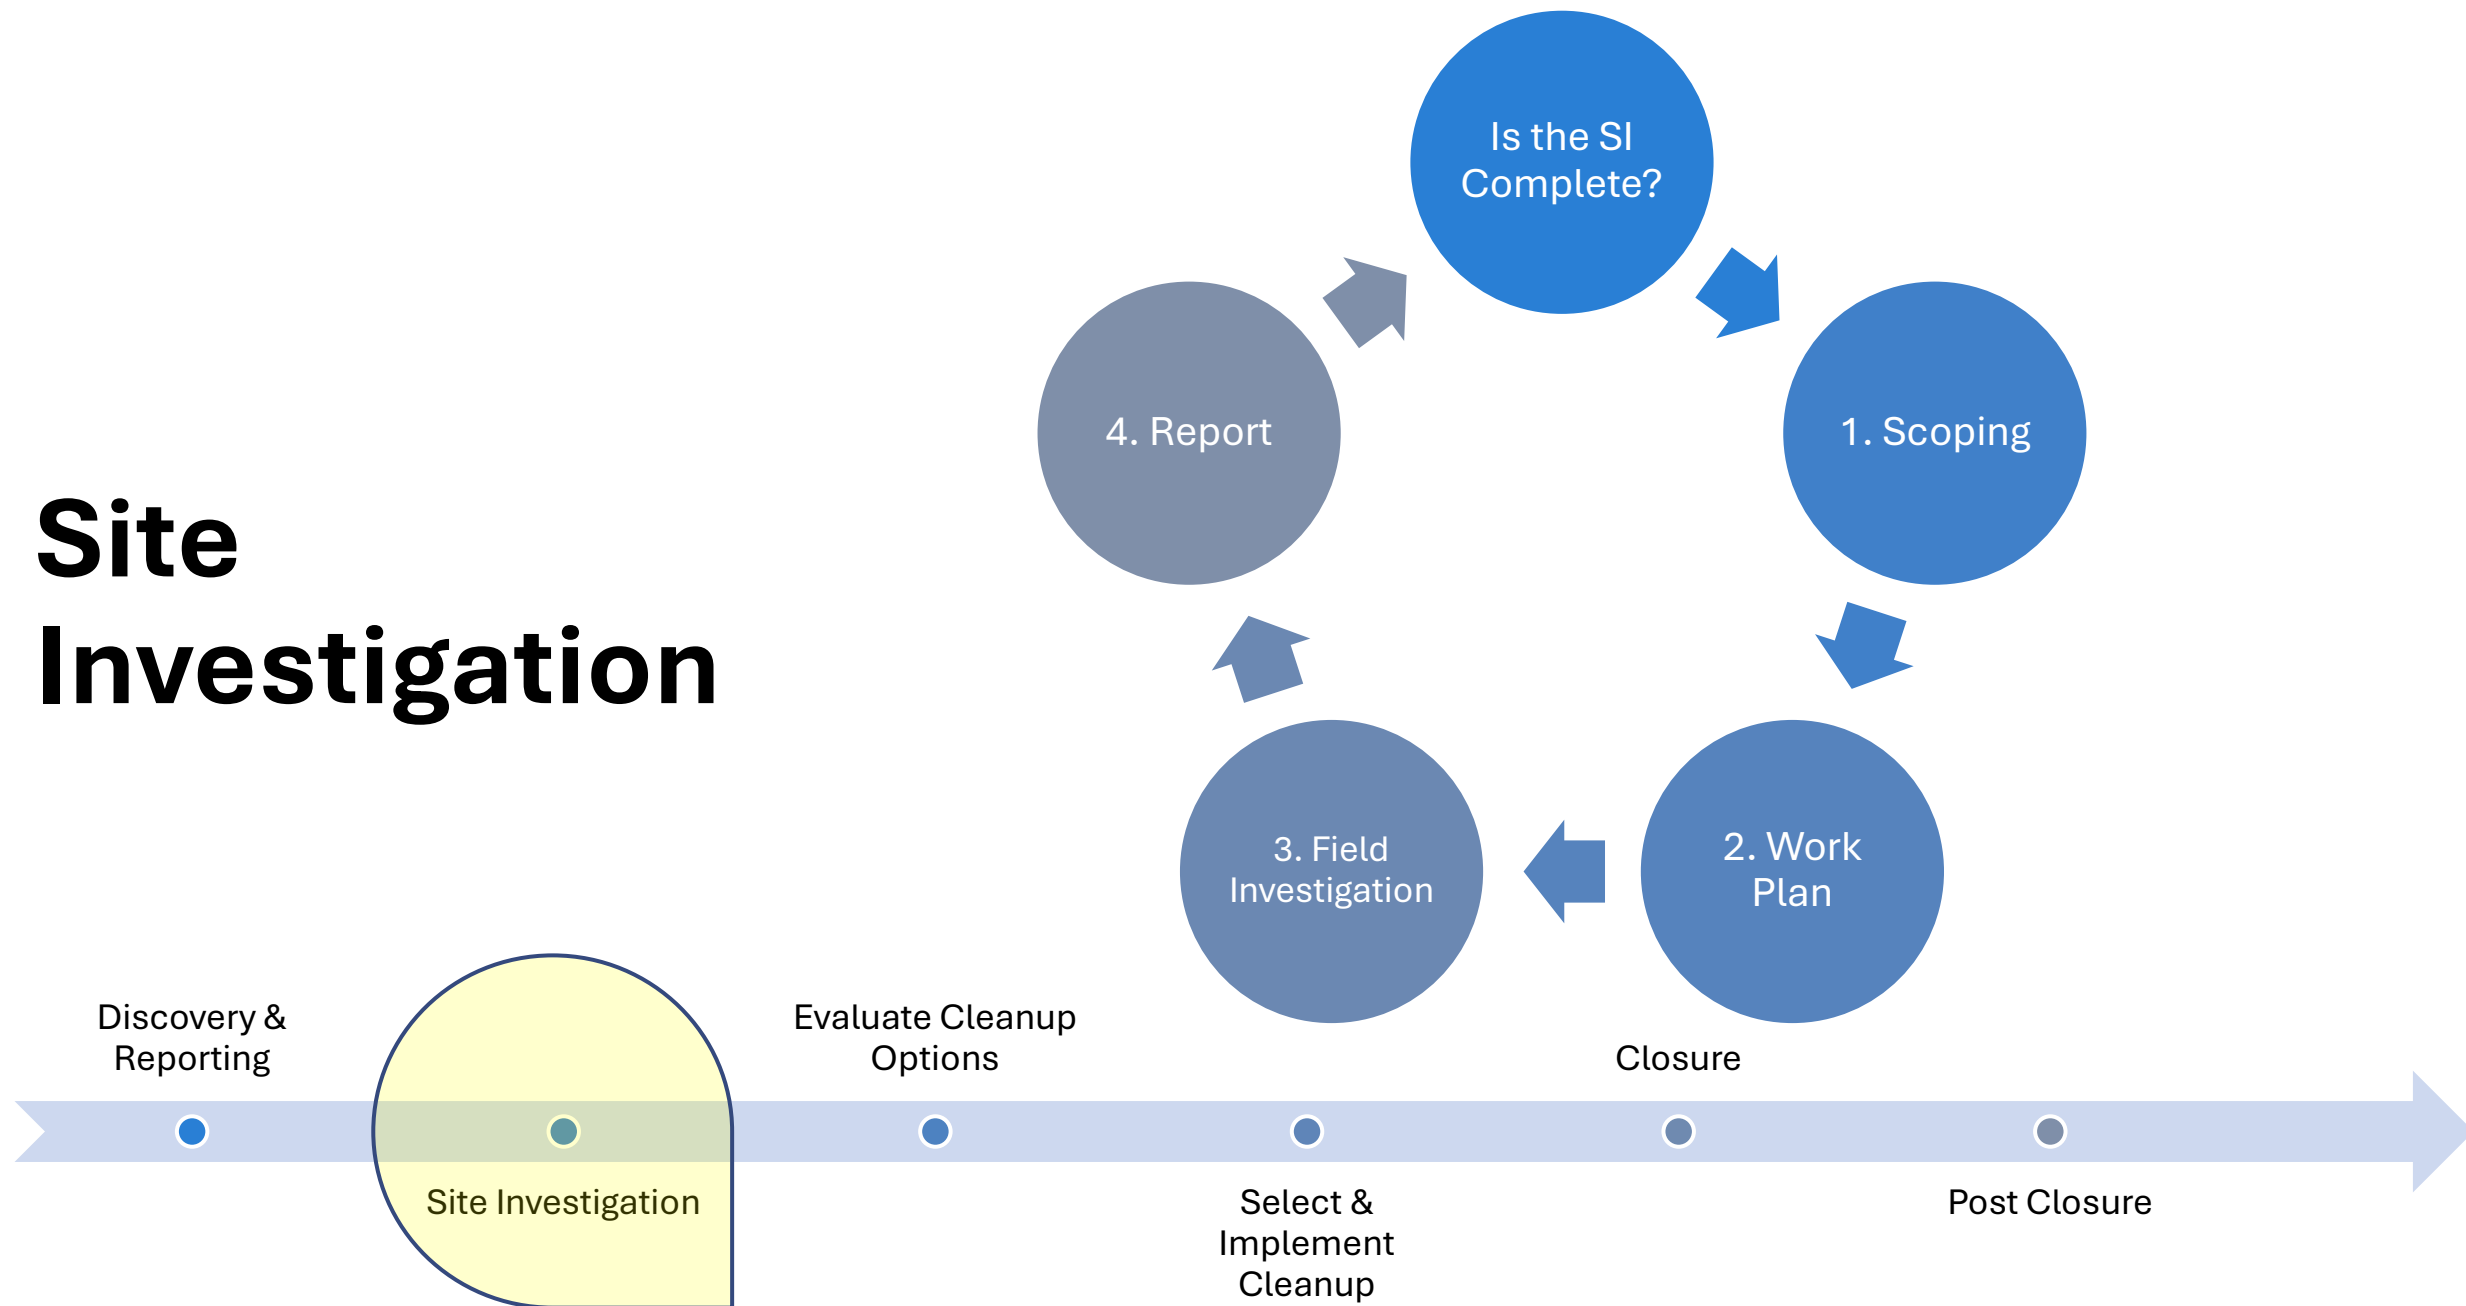 Site
Investigation
Is the SI
Complete?
1. Scoping
2. Work
Plan
3. Field
Investigation
4. Report
Discovery &
Reporting
Site Investigation
Evaluate Cleanup
Options
Select &
Implement
Cleanup
Closure
Post Closure